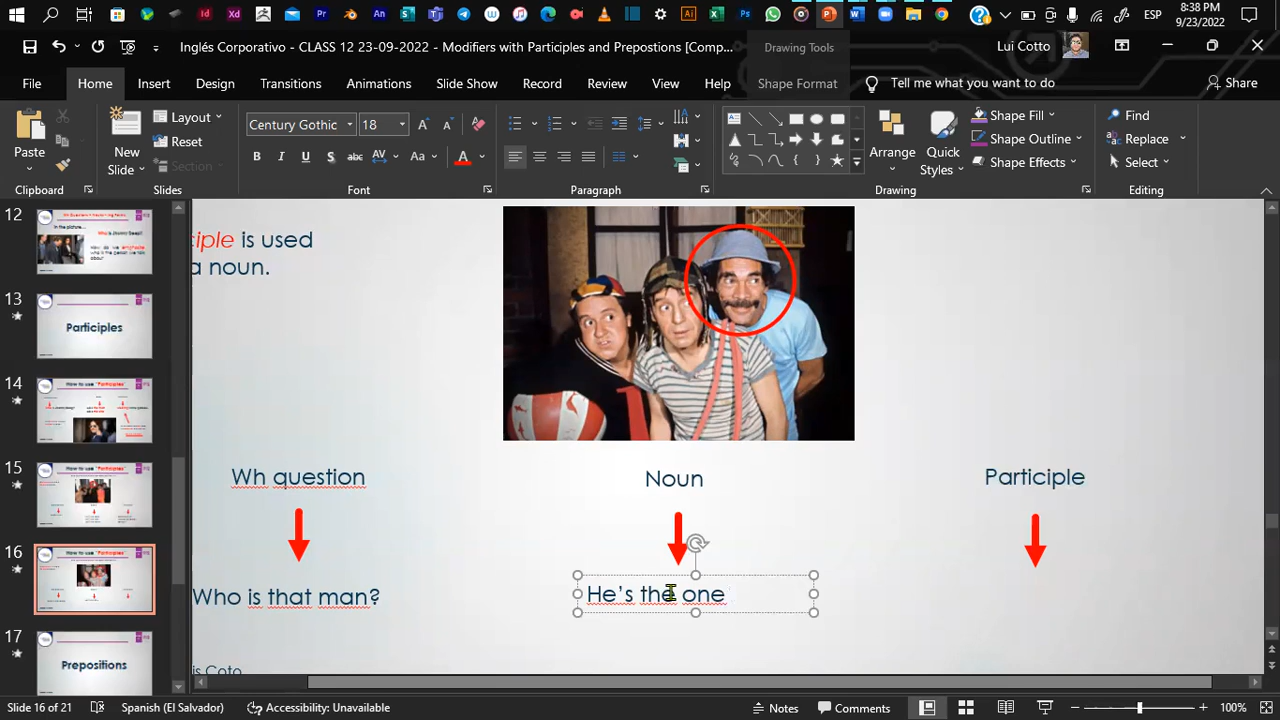 8:38 PM
ESP
9/23/2022
Inglés Corporativo - CLASS 12 23-09-2022 - Modifiers with Participles and Prepostions [Comp...
Drawing Tools
Lui Cotto
File
Home
Insert
Design
Transitions
Animations
Slide Show
Record
Review
View
Help
Shape Format
Tell me what you want to do
Share
Paste
New Slide
Layout
Reset
Section
Century Gothic
18
Shape Fill
Shape Outline
Shape Effects
Arrange
Quick Styles
Find
Replace
Select
Clipboard
Slides
Font
Paragraph
Drawing
Editing
12
13
Participles
14
How to use "Participles"
15
How to use "Participles"
16
How to use "Participles"
17
Prepositions
ciple is used
a noun.
Wh question
Noun
Participle
Who is that man?
He's the one
is Coto
Slide 16 of 21
Spanish (El Salvador)
Accessibility: Unavailable
Notes
Comments
100%